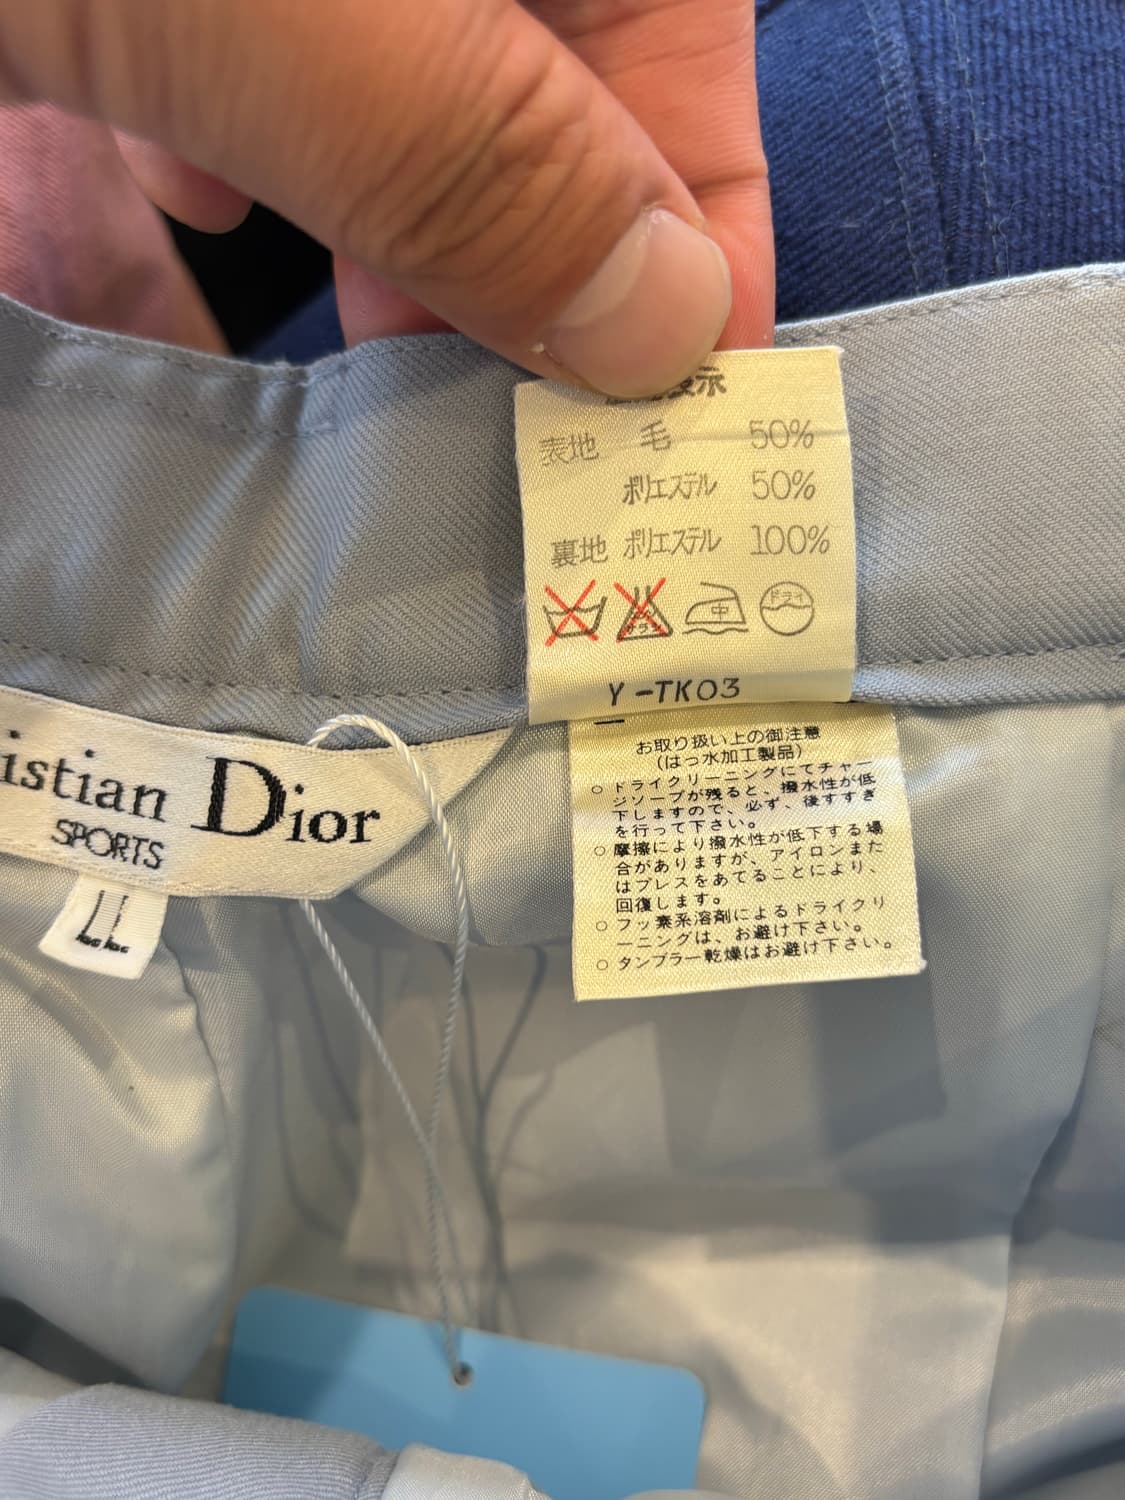 表示
表地 毛 50%
ポリエステル 50%
裏地 ポリエステル 100%
中 ドライ
Y-TK03
istian Dior
SPORTS
LL
お取り扱い上の御注意
(はっ水加工製品)
○ ドライクリーニングにてチャー
ジソープが残ると、撥水性が低
下しますので、必ず、後すすぎ
を行って下さい。
○ 摩擦により撥水性が低下する場
合がありますが、アイロンまた
はプレスをあてることにより、
回復します。
○ フッ素系溶剤によるドライクリ
ーニングは、お避け下さい。
○ タンブラー乾燥はお避け下さい。